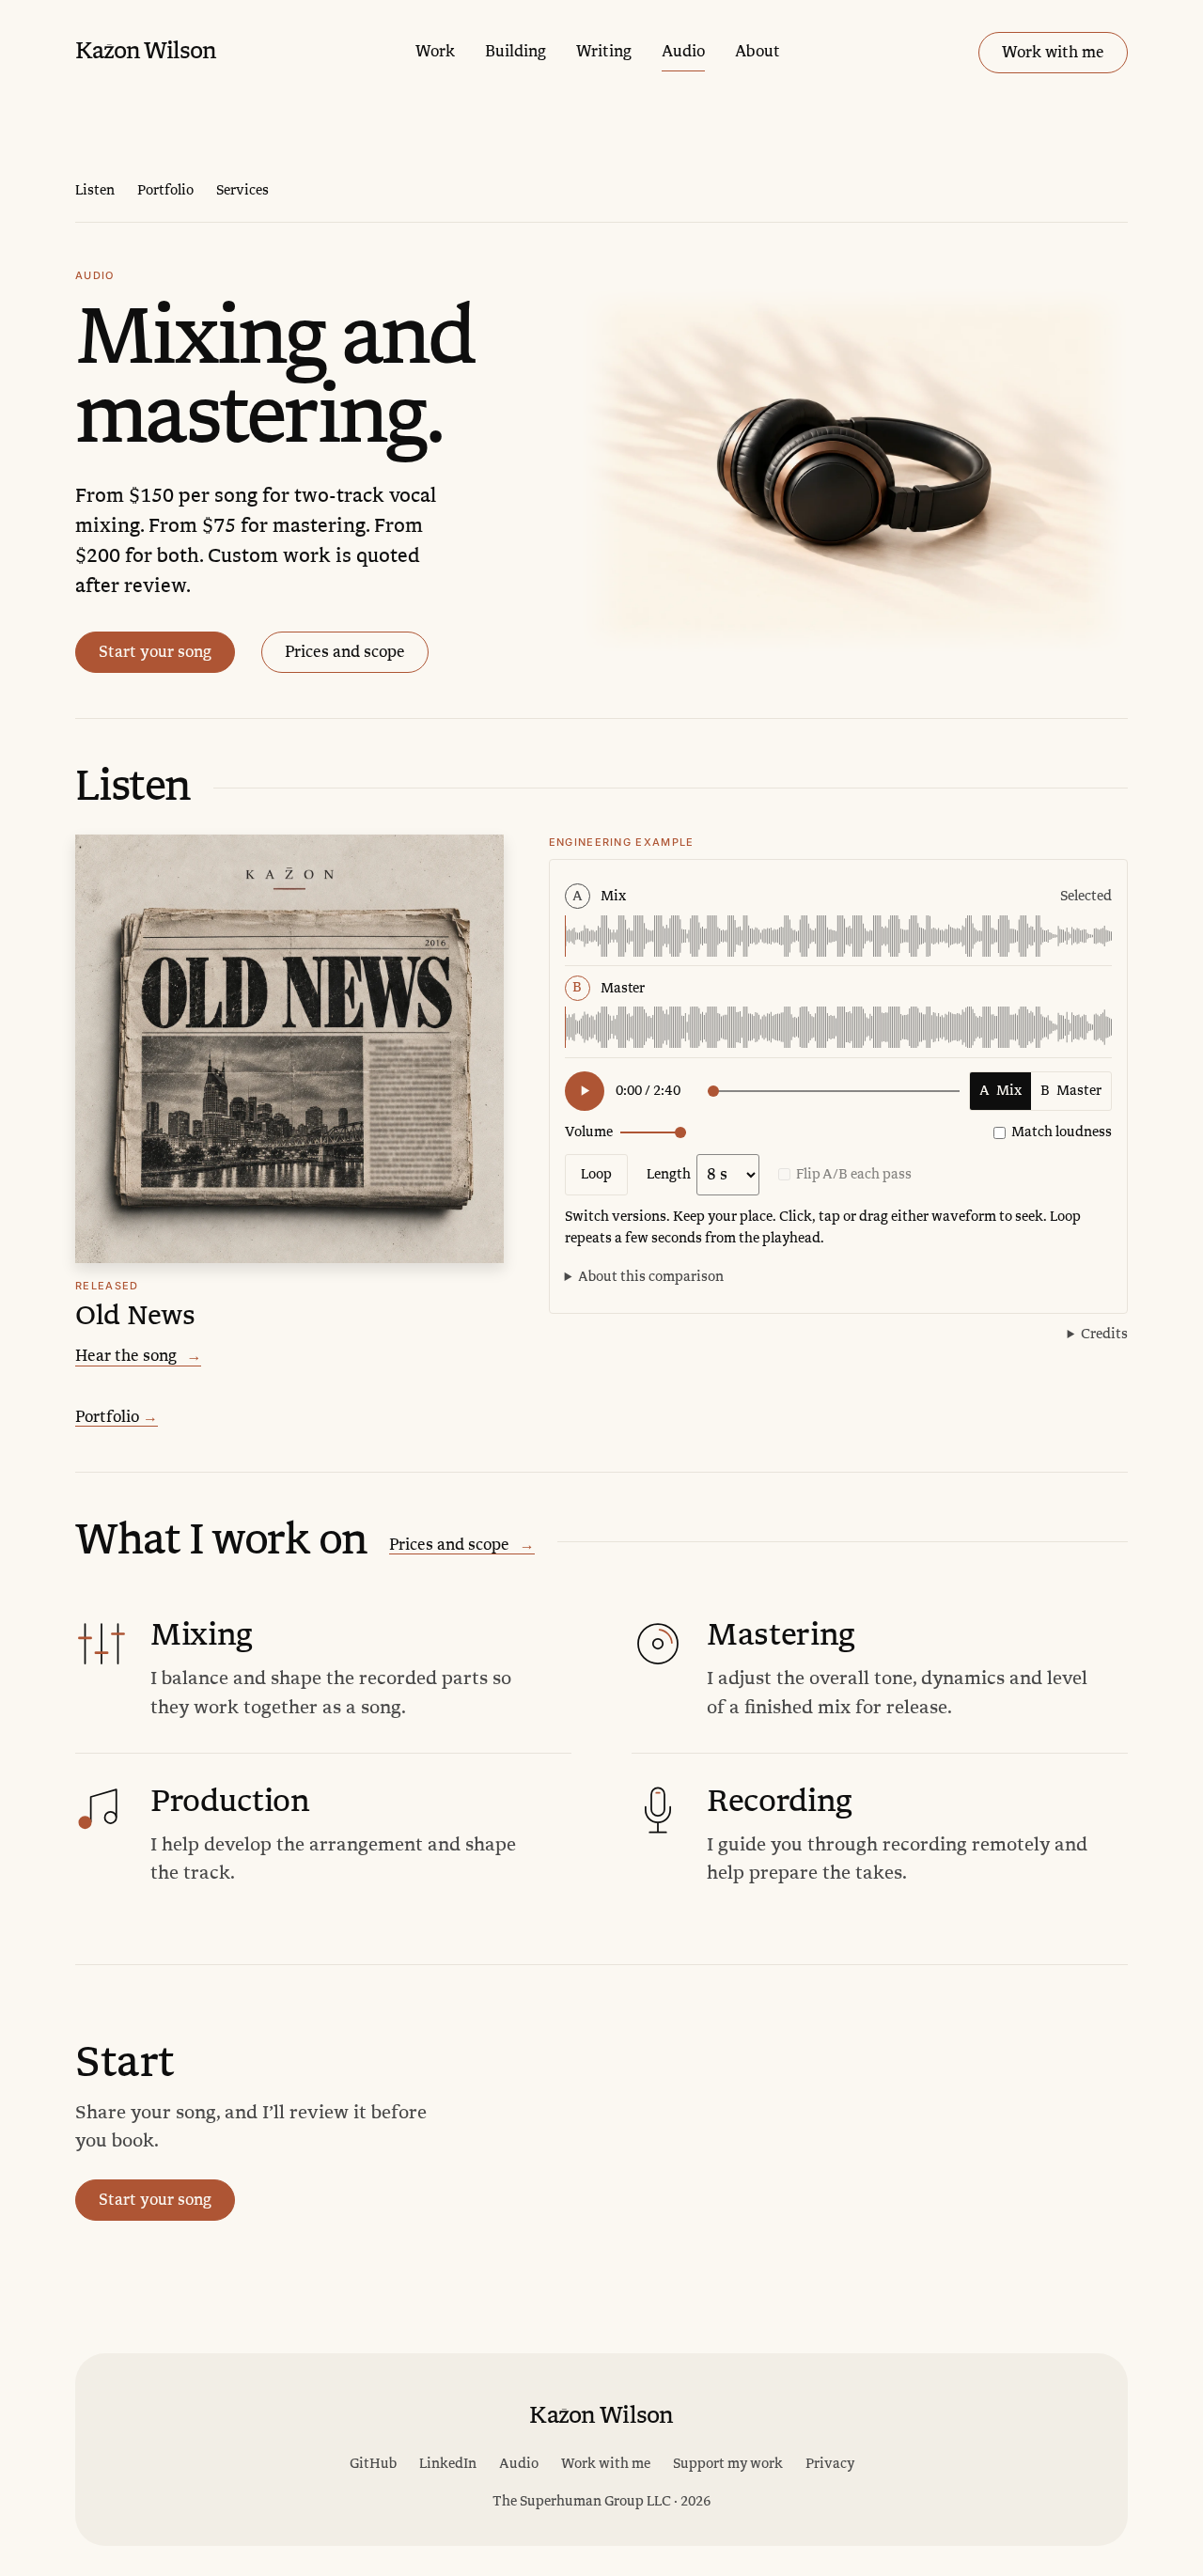 Kažon Wilson
Work Building Writing Audio About
Work with me
Listen Portfolio Services
AUDIO
Mixing and
mastering.
From $150 per song for two-track vocal
mixing. From $75 for mastering. From
$200 for both. Custom work is quoted
after review.
Start your song
Prices and scope
Listen
KAŽON
2016
OLD NEWS
RELEASED
Old News
Hear the song →
Portfolio →
ENGINEERING EXAMPLE
A Mix Selected
B Master
0:00 / 2:40
A Mix B Master
Volume
Match loudness
Loop Length 8 s Flip A/B each pass
Switch versions. Keep your place. Click, tap or drag either waveform to seek. Loop
repeats a few seconds from the playhead.
▶ About this comparison
▶ Credits
What I work on Prices and scope →
Mixing
I balance and shape the recorded parts so
they work together as a song.
Mastering
I adjust the overall tone, dynamics and level
of a finished mix for release.
Production
I help develop the arrangement and shape
the track.
Recording
I guide you through recording remotely and
help prepare the takes.
Start
Share your song, and I’ll review it before
you book.
Start your song
Kažon Wilson
GitHub LinkedIn Audio Work with me Support my work Privacy
The Superhuman Group LLC · 2026